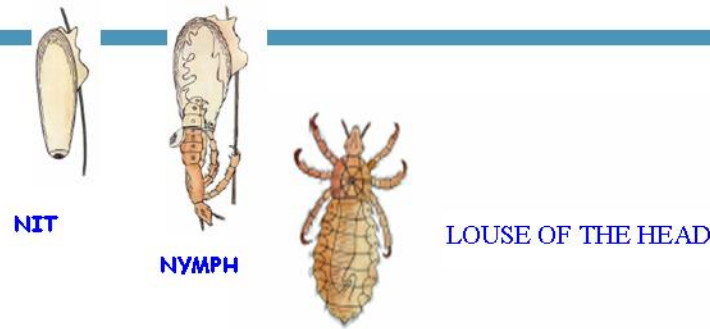 NIT
NYMPH
LOUSE OF THE HEAD